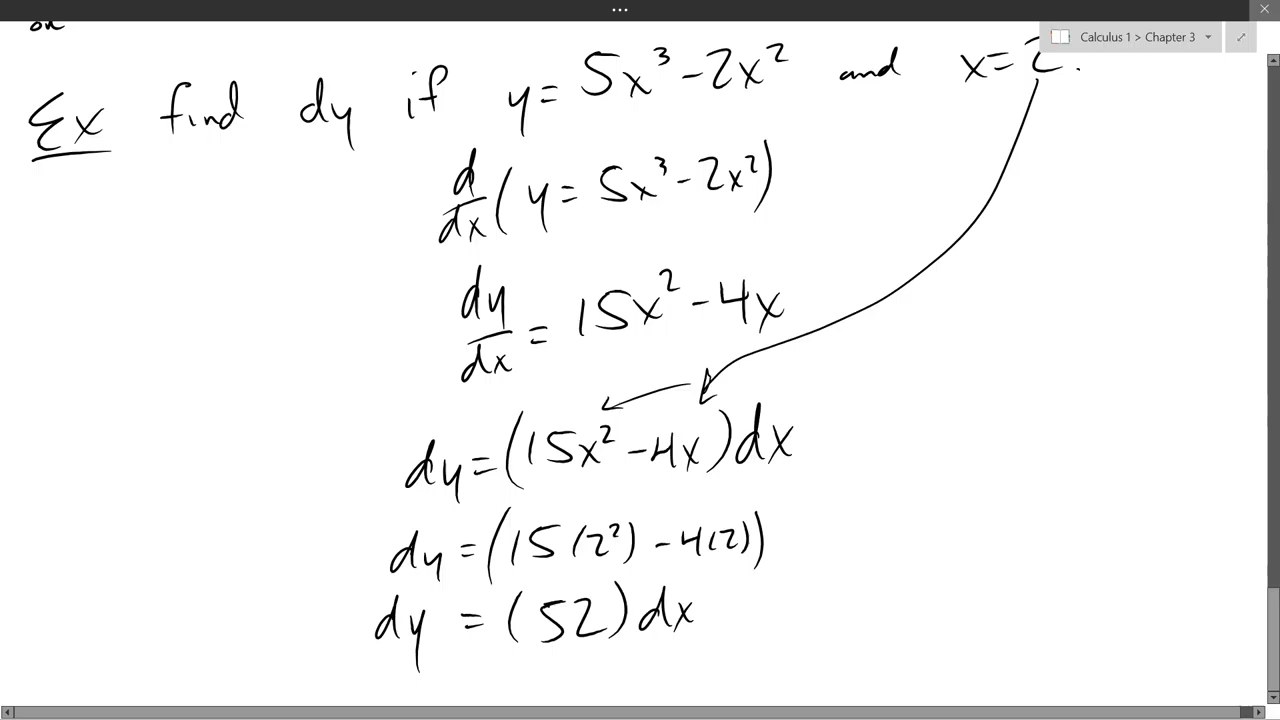 ...
Calculus 1 > Chapter 3
on
Ex find dy if y = 5x³ - 2x² and x = 2.
d/dx (y = 5x³ - 2x²)
dy/dx = 15x² - 4x
dy = (15x² - 4x) dx
dy = (15(2²) - 4(2))
dy = (52) dx